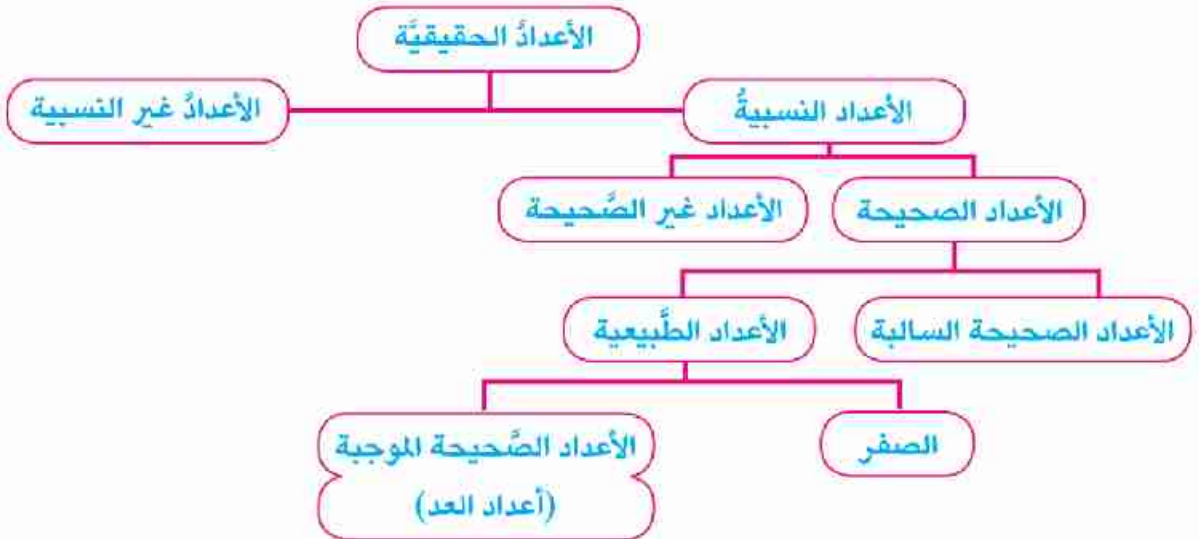 الأعدادُ الحقيقيَّة
الأعداد النسبيةُ
الأعدادُ غير النسبية
الأعداد الصحيحة
الأعداد غير الصَّحيحة
الأعداد الصحيحة السالبة
الأعداد الطَّبيعية
الصفر
الأعداد الصَّحيحة الموجبة
(أعداد العد)